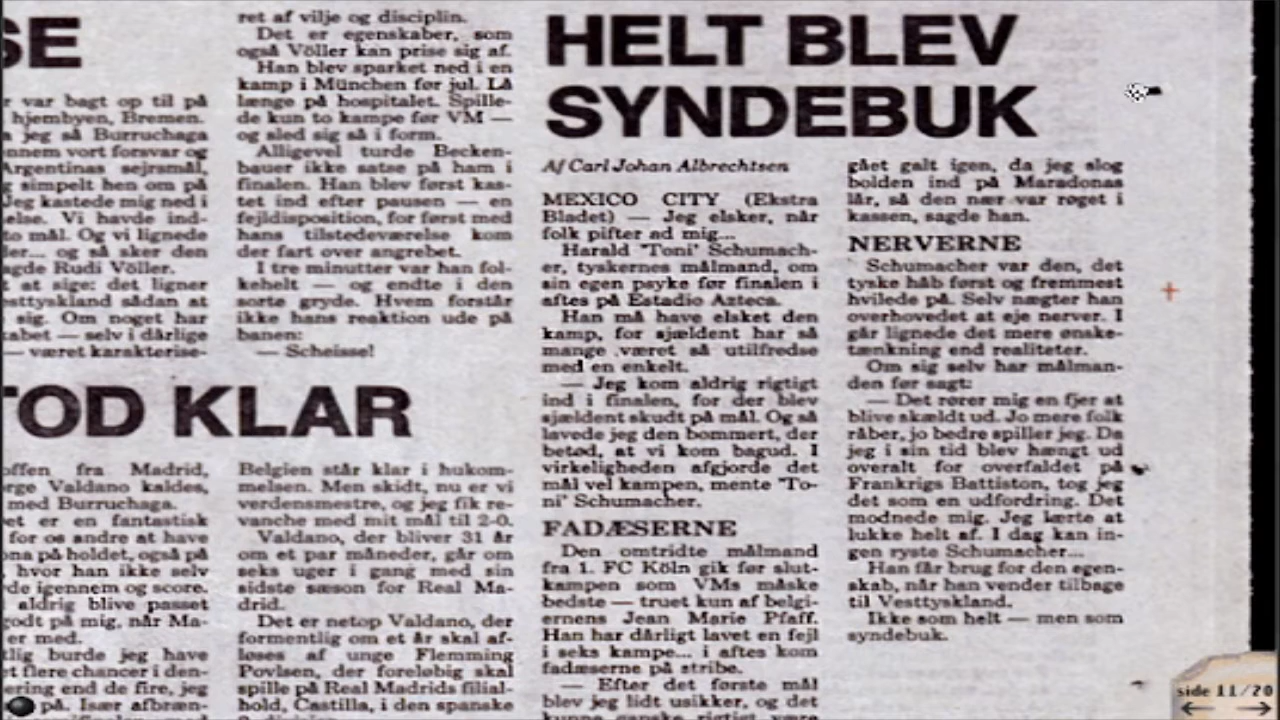 SE
r var bagt op til på
hjembyen, Bremen.
jeg så Burruchaga
nnem vort forsvar og
Argentinas sejrsmål,
simpelt hen om på
Jeg kastede mig ned i
else. Vi havde ind-
to mål. Og vi lignede
der... og så sker den
agde Rudi Völler.
t at sige: det ligner
esttyskland sådan at
sig. Om noget har
abet — selv i dårlige
— været karakterise-
ret af vilje og disciplin.
Det er egenskaber, som
også Völler kan prise sig af.
Han blev sparket ned i en
kamp i München før jul. Lå
længe på hospitalet. Spille-
de kun to kampe før VM —
og sled sig så i form.
Alligevel turde Becken-
bauer ikke satse på ham i
finalen. Han blev først kas-
tet ind efter pausen — en
fejldisposition, for først med
hans tilstedeværelse kom
der fart over angrebet.
I tre minutter var han fol-
kehelt — og endte i den
sorte gryde. Hvem forstår
ikke hans reaktion ude på
banen:
— Scheisse!
TOD KLAR
offen fra Madrid,
rge Valdano kaldes,
med Burruchaga.
et er en fantastisk
for os andre at have
ona på holdet, også på
hvor han ikke selv
de igennem og score.
aldrig blive passet
godt på mig, når Ma-
er med.
tlig burde jeg have
t flere chancer i den-
ering end de fire, jeg
på. Især afbræn-
Belgien står klar i hukom-
melsen. Men skidt, nu er vi
verdensmestre, og jeg fik re-
vanche med mit mål til 2-0.
Valdano, der bliver 31 år
om et par måneder, går om
seks uger i gang med sin
sidste sæson for Real Ma-
drid.
Det er netop Valdano, der
formentlig om et år skal af-
løses af unge Flemming
Povlsen, der foreløbig skal
spille på Real Madrids filial-
hold, Castilla, i den spanske
HELT BLEV
SYNDEBUK
Af Carl Johan Albrechtsen
MEXICO CITY (Ekstra
Bladet) — Jeg elsker, når
folk pifter ad mig...
Harald 'Toni' Schumach-
er, tyskernes målmand, om
sin egen psyke før finalen i
aftes på Estadio Azteca.
Han må have elsket den
kamp, for sjældent har så
mange været så utilfredse
med en enkelt.
— Jeg kom aldrig rigtigt
ind i finalen, for der blev
sjældent skudt på mål. Og så
lavede jeg den bommert, der
betød, at vi kom bagud. I
virkeligheden afgjorde det
mål vel kampen, mente 'To-
ni' Schumacher.
FADÆSERNE
Den omtridte målmand
fra 1. FC Köln gik før slut-
kampen som VMs måske
bedste — truet kun af belgi-
ernens Jean Marie Pfaff.
Han har dårligt lavet en fejl
i seks kampe... i aftes kom
fadæserne på stribe.
— Efter det første mål
blev jeg lidt usikker, og det
kunne ganske rigtigt være
gået galt igen, da jeg slog
bolden ind på Maradonas
lår, så den nær var røget i
kassen, sagde han.
NERVERNE
Schumacher var den, det
tyske håb først og fremmest
hvilede på. Selv nægter han
overhovedet at eje nerver. I
går lignede det mere ønske-
tænkning end realiteter.
Om sig selv har målman-
den før sagt:
— Det rører mig en fjer at
blive skældt ud. Jo mere folk
råber, jo bedre spiller jeg. Da
jeg i sin tid blev hængt ud
overalt for overfaldet på
Frankrigs Battiston, tog jeg
det som en udfordring. Det
modnede mig. Jeg lærte at
lukke helt af. I dag kan in-
gen ryste Schumacher...
Han får brug for den egen-
skab, når han vender tilbage
til Vesttyskland.
Ikke som helt — men som
syndebuk.
side 11/20